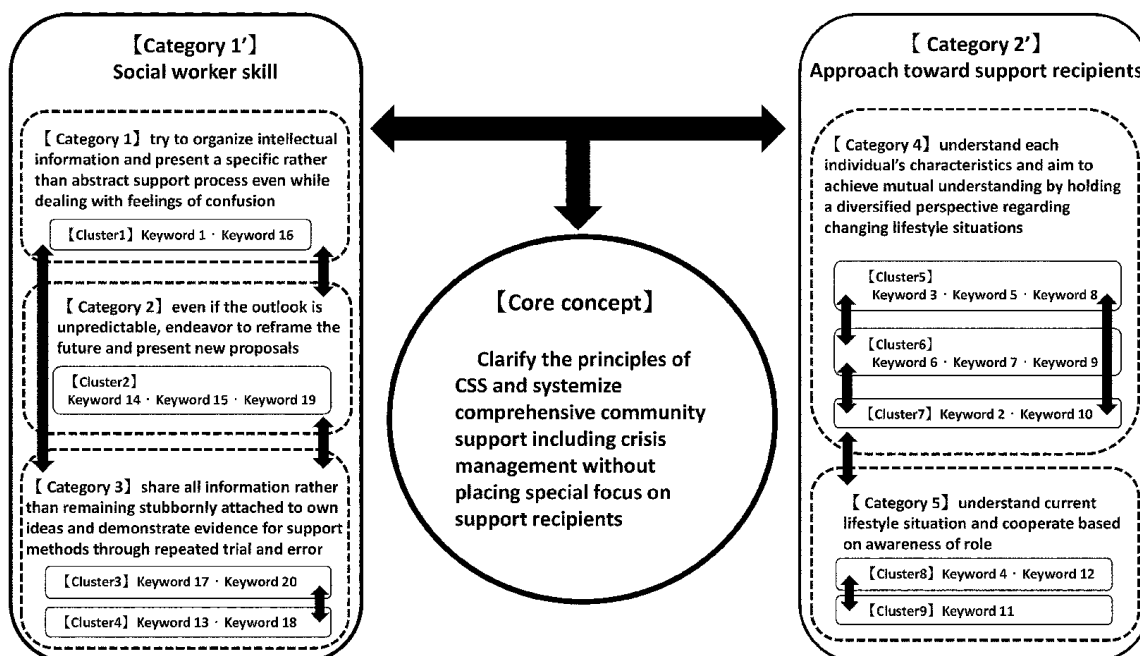 【Category 1’】
Social worker skill
【 Category 1】 try to organize intellectual
information and present a specific rather
than abstract support process even while
dealing with feelings of confusion
【Cluster1】 Keyword 1 · Keyword 16
【 Category 2】 even if the outlook is
unpredictable, endeavor to reframe the
future and present new proposals
【Cluster2】
Keyword 14 · Keyword 15 · Keyword 19
【 Category 3】 share all information rather
than remaining stubbornly attached to own
ideas and demonstrate evidence for support
methods through repeated trial and error
【Cluster3】 Keyword 17 · Keyword 20
【Cluster4】 Keyword 13 · Keyword 18
【Core concept】
Clarify the principles of
CSS and systemize
comprehensive community
support including crisis
management without
placing special focus on
support recipients
【 Category 2’】
Approach toward support recipients
【 Category 4】 understand each
individual’s characteristics and aim to
achieve mutual understanding by holding
a diversified perspective regarding
changing lifestyle situations
【Cluster5】
Keyword 3 · Keyword 5 · Keyword 8
【Cluster6】
Keyword 6 · Keyword 7 · Keyword 9
【Cluster7】 Keyword 2 · Keyword 10
【 Category 5】 understand current
lifestyle situation and cooperate based
on awareness of role
【Cluster8】 Keyword 4 · Keyword 12
【Cluster9】 Keyword 11